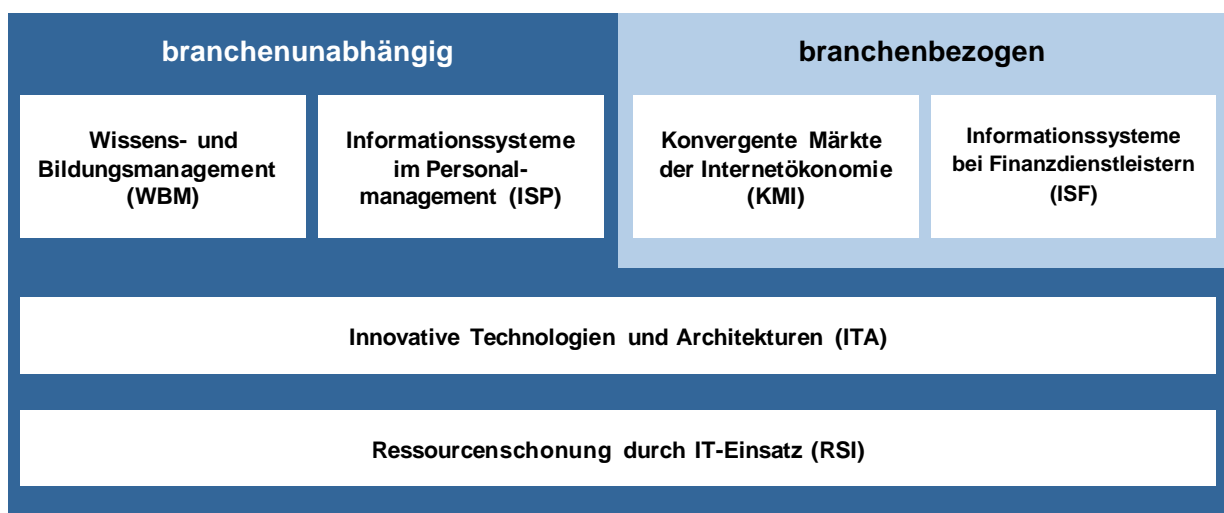 branchenunabhängig
branchenbezogen
Wissens- und
Bildungsmanagement
(WBM)
Informationssysteme
im Personal-
management (ISP)
Konvergente Märkte
der Internetökonomie
(KMI)
Informationssysteme
bei Finanzdienstleistern
(ISF)
Innovative Technologien und Architekturen (ITA)
Ressourcenschonung durch IT-Einsatz (RSI)